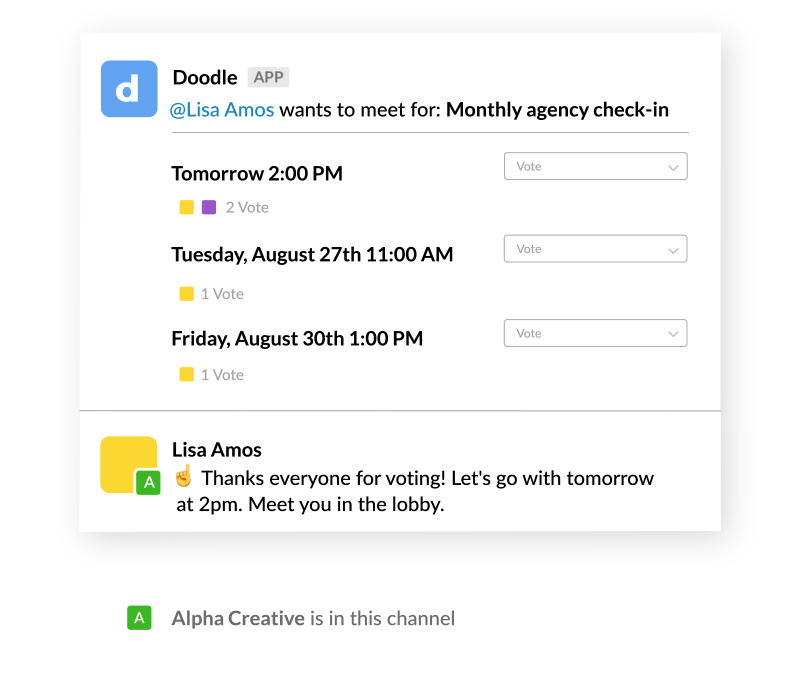 d
Doodle APP
@Lisa Amos wants to meet for: Monthly agency check-in
Tomorrow 2:00 PM
Vote
2 Vote
Tuesday, August 27th 11:00 AM
Vote
1 Vote
Friday, August 30th 1:00 PM
Vote
1 Vote
Lisa Amos
A
☝ Thanks everyone for voting! Let's go with tomorrow
at 2pm. Meet you in the lobby.
A
Alpha Creative is in this channel